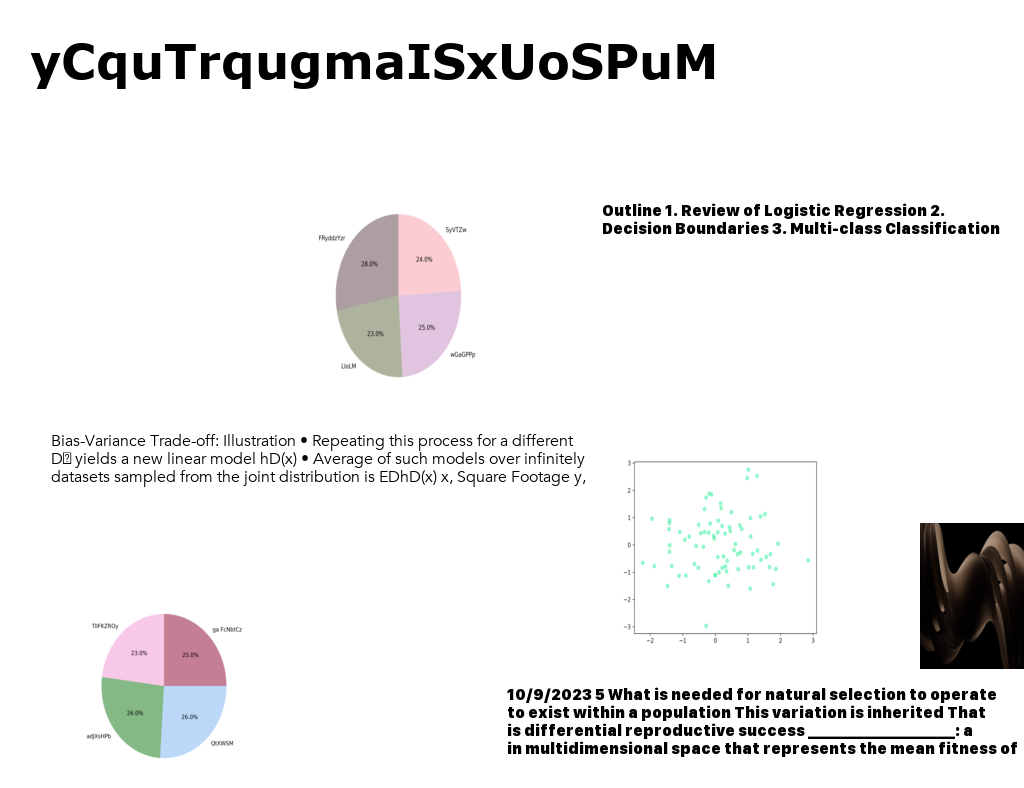 yCquTrqugmaISxUoSPuM
Outline 1. Review of Logistic Regression 2.
Decision Boundaries 3. Multi-class Classification
FRyddzYzr
SyVTZw
28.0%
24.0%
23.0%
25.0%
wGaGPPp
Bias-Variance Trade-off: Illustration • Repeating this process for a different
D yields a new linear model hD(x) • Average of such models over infinitely
datasets sampled from the joint distribution is EDhD(x) x, Square Footage y,
3
2
1
0
−1
−2
−3
−2 −1 0 1 2 3
ga FcNbtCz
23.0%
25.0%
26.0%
26.0%
adJXsHPb
QtXWSM
10/9/2023 5 What is needed for natural selection to operate
to exist within a population This variation is inherited That
is differential reproductive success ___________________: a
in multidimensional space that represents the mean fitness of